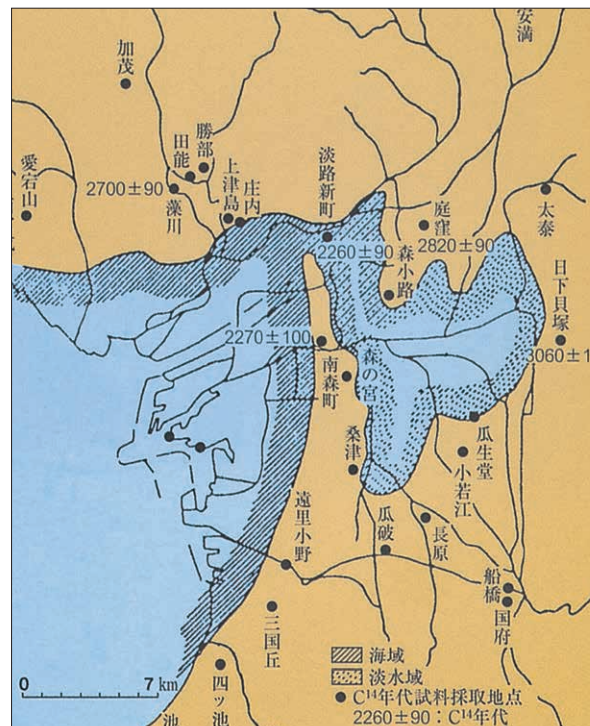 安満
加茂
勝部
田能
愛宕山
2700±90
藻川
上津島
庄内
淡路新町
2260±90
庭窪
2820±90
太秦
森小路
日下貝塚
2270±100
南森町
森の宮
3060±1
瓜生堂
桑津
小若江
遠里小野
瓜破
長原
船橋
国府
三国丘
四ッ池
池
0 7 km
海域
淡水域
C¹⁴年代試料採取地点
2260±90：C¹⁴年代